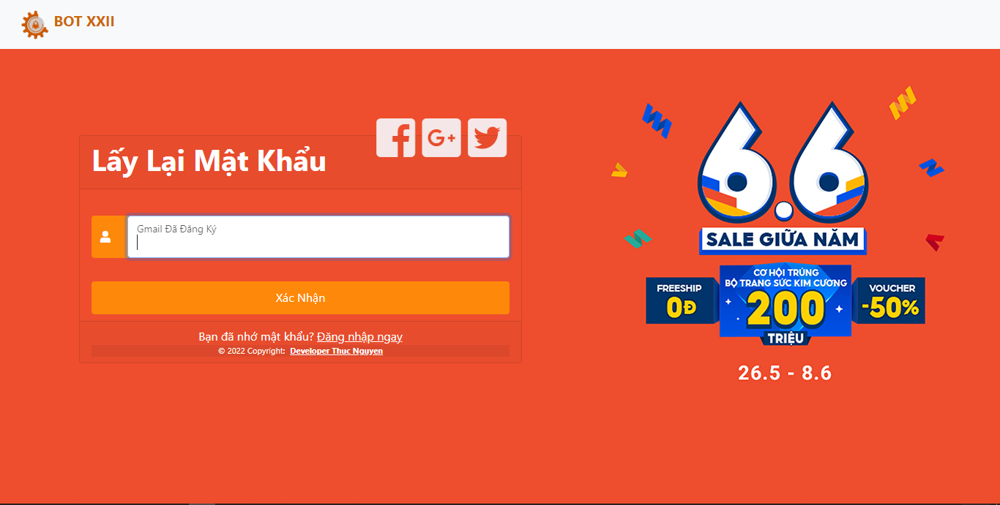 BOT XXII
Lấy Lại Mật Khẩu
Gmail Đã Đăng Ký
Xác Nhận
Bạn đã nhớ mật khẩu? Đăng nhập ngay
© 2022 Copyright: Developer Thuc Nguyen
6.6
SALE GIỮA NĂM
CƠ HỘI TRÚNG
BỘ TRANG SỨC KIM CƯƠNG
200
TRIỆU
FREESHIP
0Đ
VOUCHER
-50%
26.5 - 8.6